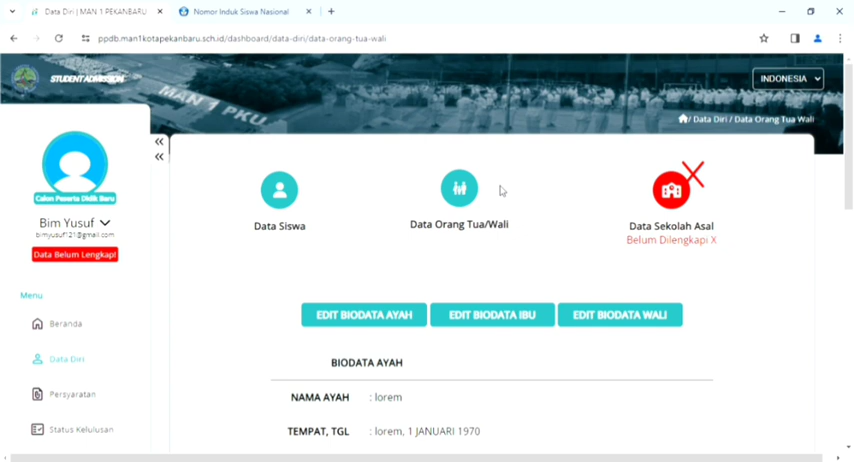 Data Diri | MAN 1 PEKANBARU
Nomor Induk Siswa Nasional
ppdb.man1kotapekanbaru.sch.id/dashboard/data-diri/data-orang-tua-wali
STUDENT ADMISSION
INDONESIA
MAN 1 PKU
/ Data Diri / Data Orang Tua Wali
Calon Peserta Didik Baru
Bim Yusuf
bimyusuf121@gmail.com
Data Belum Lengkap!
Menu
Beranda
Data Diri
Persyaratan
Status Kelulusan
Data Siswa
Data Orang Tua/Wali
Data Sekolah Asal
Belum Dilengkapi X
EDIT BIODATA AYAH
EDIT BIODATA IBU
EDIT BIODATA WALI
BIODATA AYAH
NAMA AYAH : lorem
TEMPAT, TGL : lorem, 1 JANUARI 1970